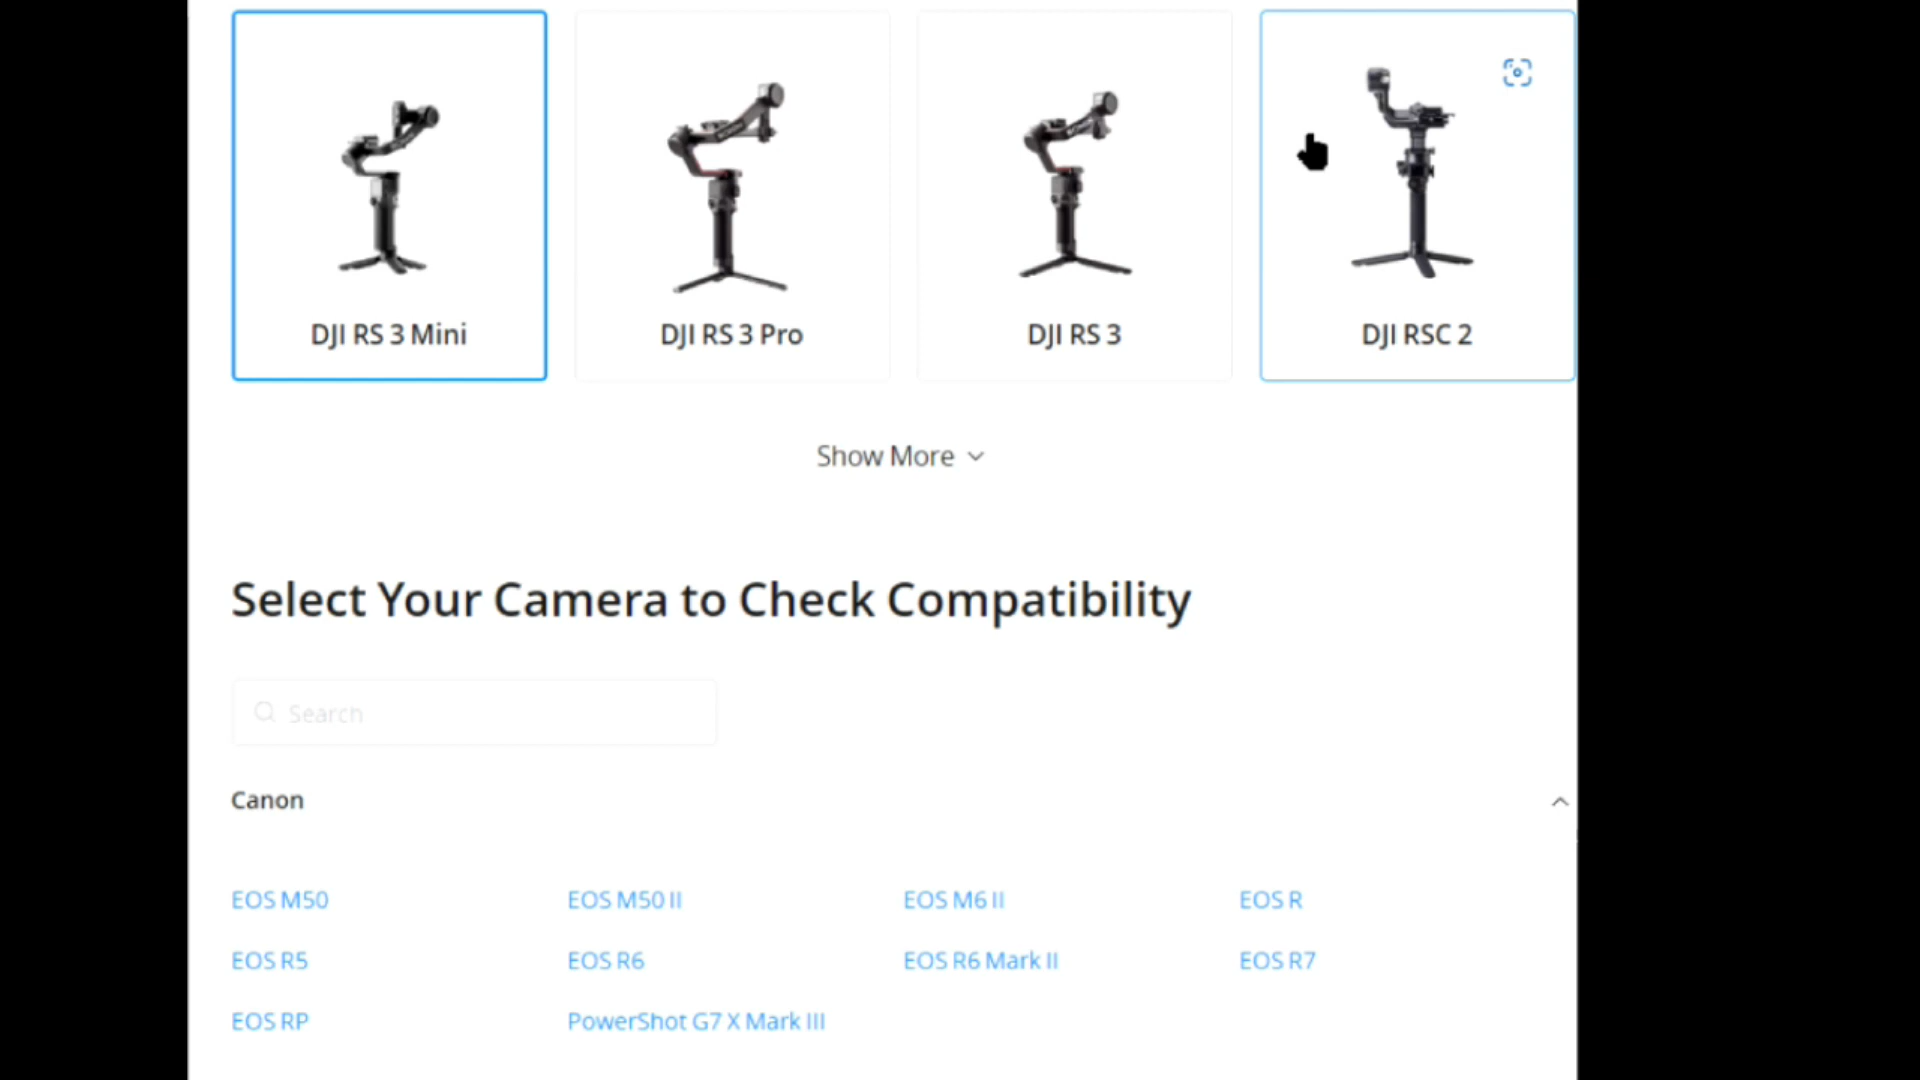 DJI RS 3 Mini
DJI RS 3 Pro
DJI RS 3
DJI RSC 2
Show More
Select Your Camera to Check Compatibility
Search
Canon
EOS M50
EOS M50 II
EOS M6 II
EOS R
EOS R5
EOS R6
EOS R6 Mark II
EOS R7
EOS RP
PowerShot G7 X Mark III